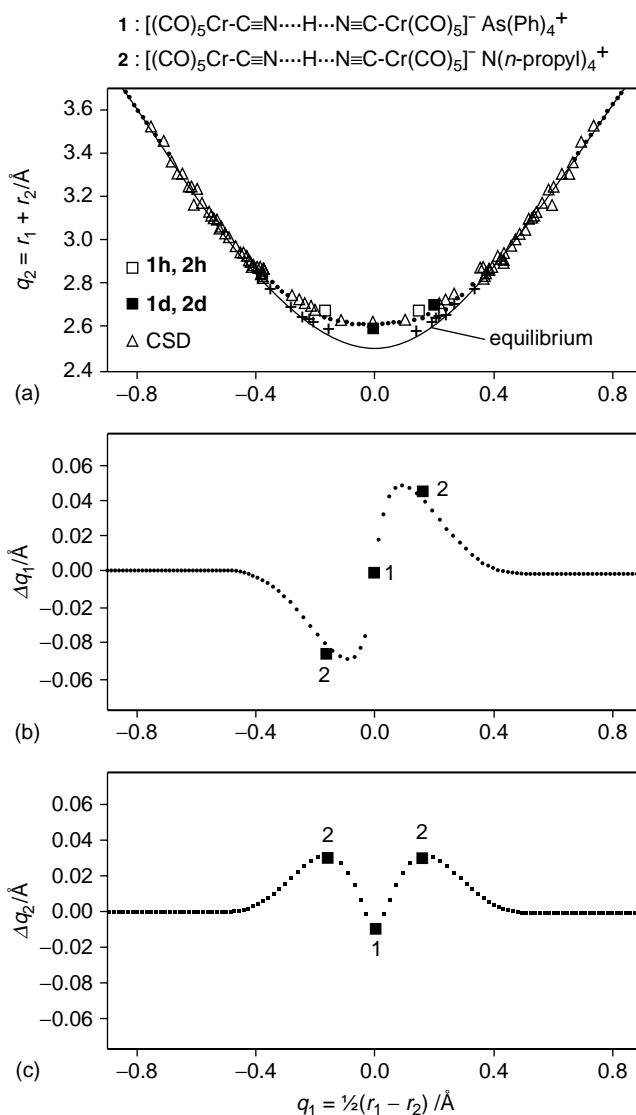 1 : [(CO)5Cr-C≡N····H···N≡C-Cr(CO)5]⁻ As(Ph)4⁺
2 : [(CO)5Cr-C≡N····H···N≡C-Cr(CO)5]⁻ N(n-propyl)4⁺
3.6
3.4
3.2
3.0
2.8
2.6
2.4
q2 = r1 + r2/Å
1h, 2h
1d, 2d
CSD
equilibrium
(a)
−0.8 −0.4 0.0 0.4 0.8
0.06
0.04
0.02
0.00
−0.02
−0.08
−0.06
Δq1/Å
2
1
2
(b)
−0.8 −0.4 0.0 0.4 0.8
0.06
0.04
0.02
0.00
−0.02
−0.08
−0.06
Δq2/Å
2 2
1
(c)
−0.8 −0.4 0.0 0.4 0.8
q1 = ½(r1 − r2) /Å